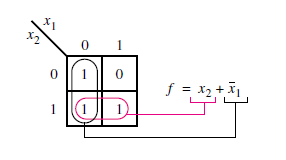 x₁
x₂
0 1
0 1 0
f = x₂ + x̄₁
1 1 1